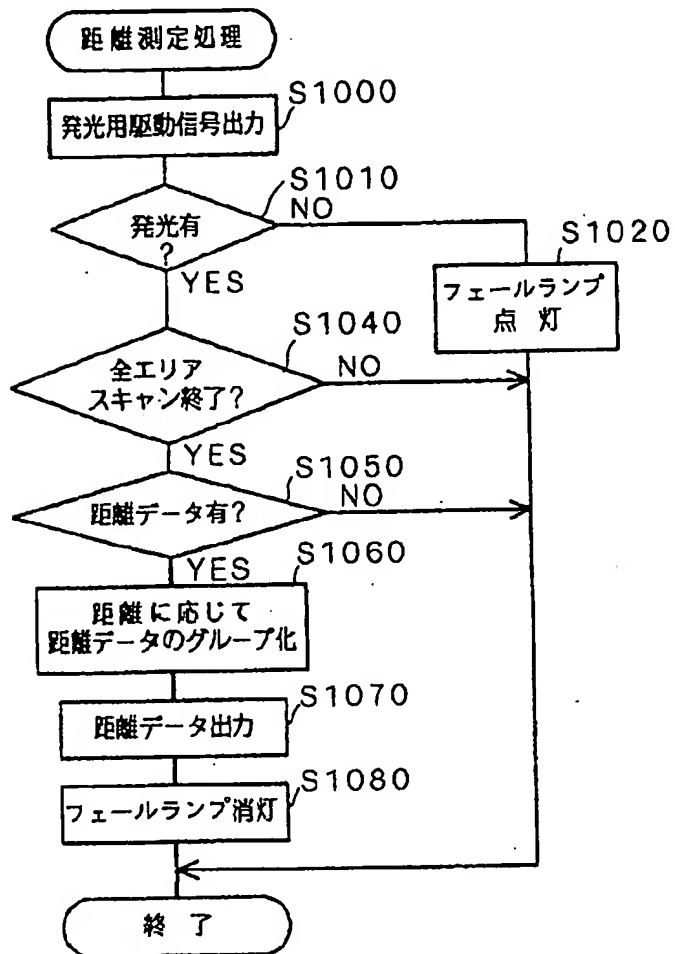 距離測定処理
S1000
発光用駆動信号出力
S1010
発光有
?
NO
YES
S1020
フェールランプ
点 灯
S1040
全エリア
スキャン終了?
NO
YES
S1050
距離データ有?
NO
YES
S1060
距離に応じて
距離データのグループ化
S1070
距離データ出力
S1080
フェールランプ消灯
終 了